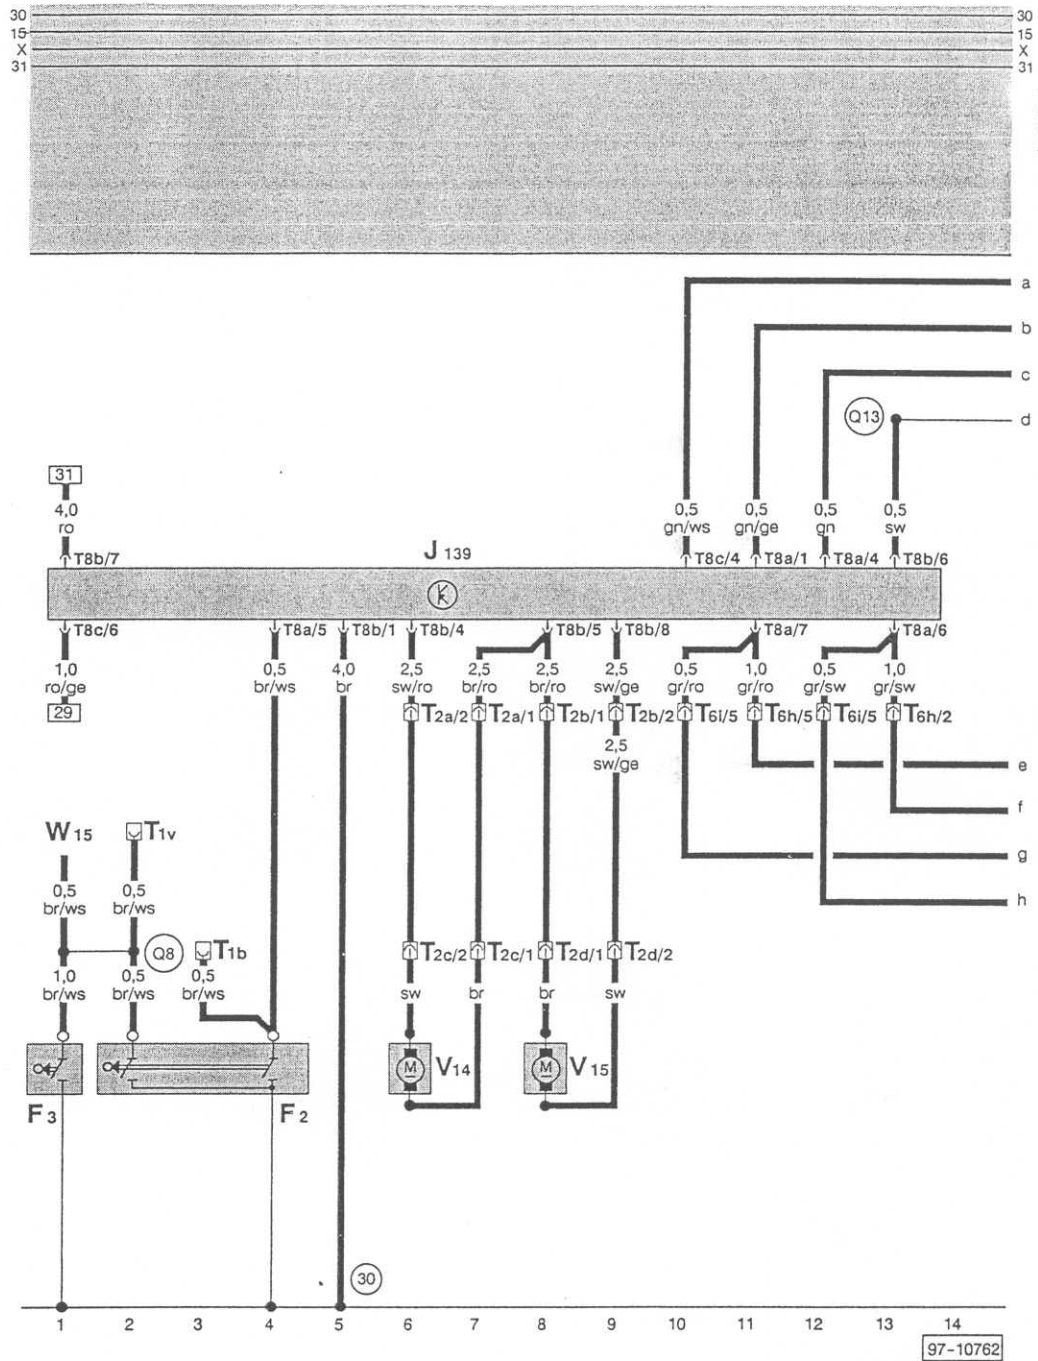 30 30
15 15
X X
31 31
a
b
c
Q13 d
31
4,0 0,5 0,5 0,5 0,5
ro gn/ws gn/ge gn sw
T8b/7 J 139 T8c/4 T8a/1 T8a/4 T8b/6
T8c/6 T8a/5 T8b/1 T8b/4 T8b/5 T8b/8 T8a/7 T8a/6
1,0 0,5 4,0 2,5 2,5 2,5 2,5 0,5 1,0 0,5 1,0
ro/ge br/ws br sw/ro br/ro br/ro sw/ge gr/ro gr/ro gr/sw gr/sw
29 T2a/2 T2a/1 T2b/1 T2b/2 T6i/5 T6h/5 T6i/5 T6h/2
2,5
sw/ge
e
f
W 15 T1v
g
0,5 0,5
br/ws br/ws
h
Q8 T1b T2c/2 T2c/1 T2d/1 T2d/2
1,0 0,5 0,5
br/ws br/ws br/ws
sw br br sw
M V14 M V15
F 3 F 2
30
1 2 3 4 5 6 7 8 9 10 11 12 13 14
97-10762